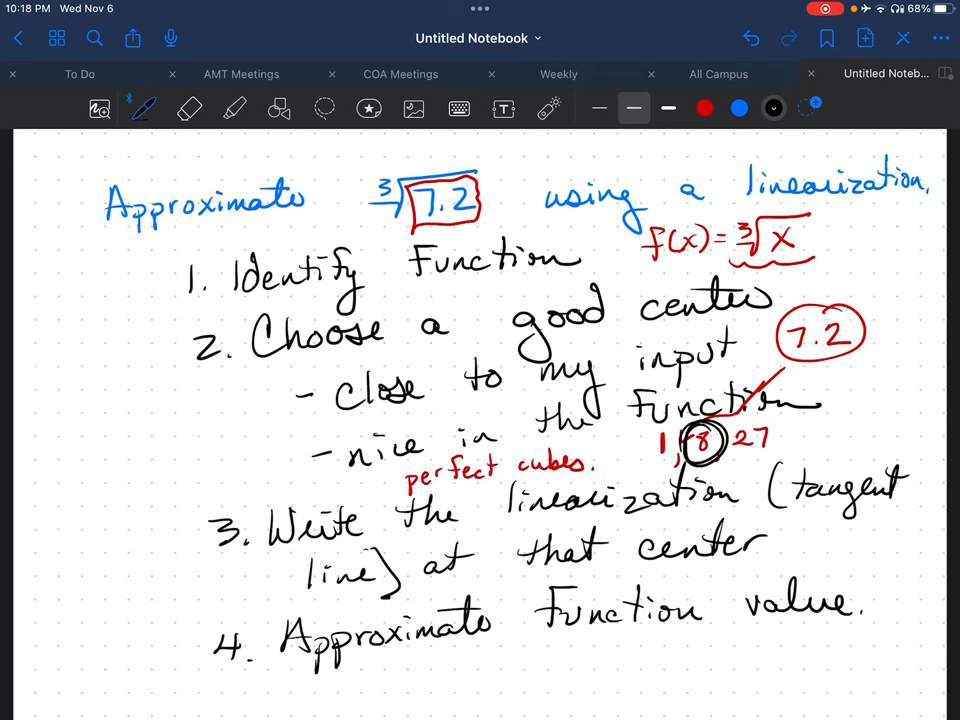 10:18 PM Wed Nov 6
68%
Untitled Notebook
To Do
AMT Meetings
COA Meetings
Weekly
All Campus
Untitled Noteb...
Approximate ∛7.2 using a linearization.
f(x) = ∛x
1. Identify Function
2. Choose a good center
7.2
- close to my input
- nice in the function
1, 8, 27
perfect cubes.
3. Write the linearization (tangent
line) at that center
4. Approximate Function value.